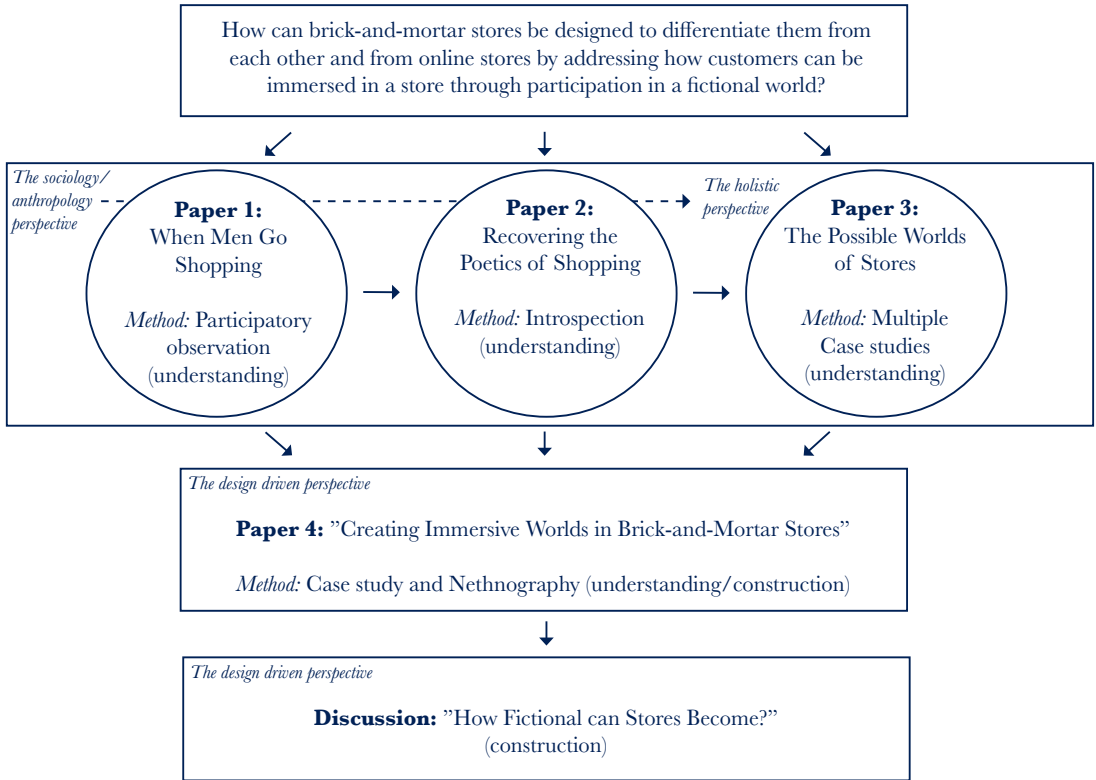 How can brick-and-mortar stores be designed to differentiate them from
each other and from online stores by addressing how customers can be
immersed in a store through participation in a fictional world?
The sociology/
anthropology
perspective
Paper 1:
When Men Go
Shopping
Method: Participatory
observation
(understanding)
Paper 2:
Recovering the
Poetics of Shopping
Method: Introspection
(understanding)
The holistic
perspective
Paper 3:
The Possible Worlds
of Stores
Method: Multiple
Case studies
(understanding)
The design driven perspective
Paper 4: ”Creating Immersive Worlds in Brick-and-Mortar Stores”
Method: Case study and Nethnography (understanding/construction)
The design driven perspective
Discussion: ”How Fictional can Stores Become?”
(construction)